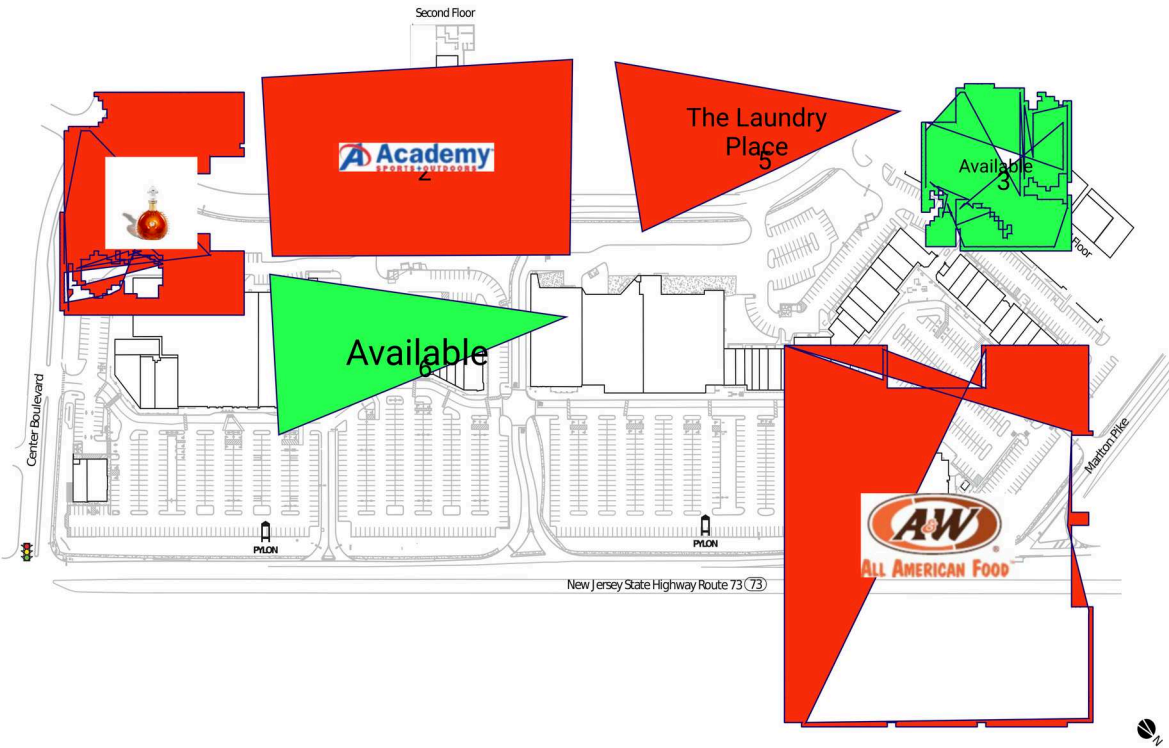 Second Floor
Academy
SPORTS+OUTDOORS
2
The Laundry
Place
5
Available
3
Floor
Available
6
Center Boulevard
Marlton Pike
A&W
ALL AMERICAN FOOD
PYLON
PYLON
New Jersey State Highway Route 73 73
N